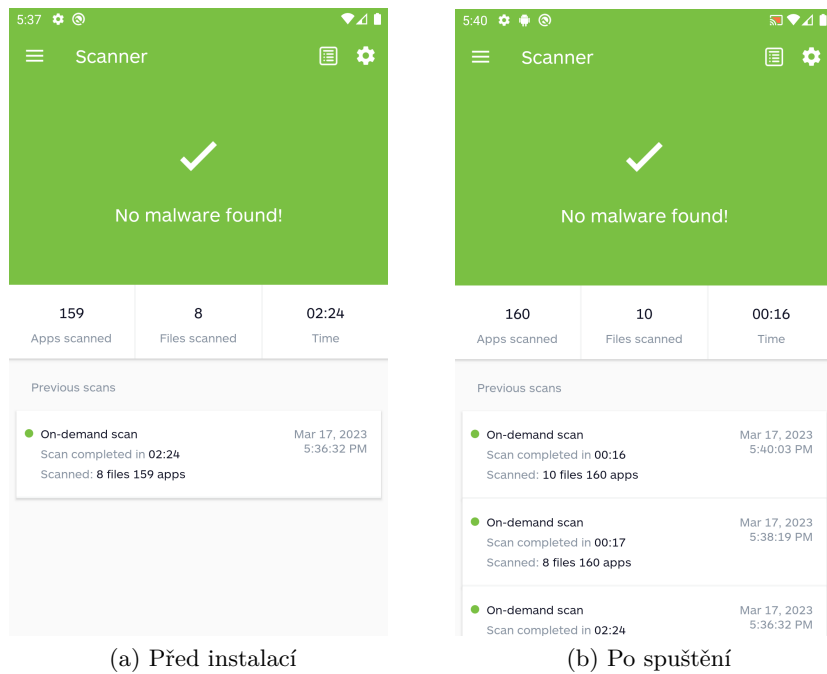 5:37
Scanner
No malware found!
159 8 02:24
Apps scanned Files scanned Time
Previous scans
On-demand scan Mar 17, 2023
5:36:32 PM
Scan completed in 02:24
Scanned: 8 files 159 apps
(a) Před instalací
5:40
Scanner
No malware found!
160 10 00:16
Apps scanned Files scanned Time
Previous scans
On-demand scan Mar 17, 2023
5:40:03 PM
Scan completed in 00:16
Scanned: 10 files 160 apps
On-demand scan Mar 17, 2023
5:38:19 PM
Scan completed in 00:17
Scanned: 8 files 160 apps
On-demand scan Mar 17, 2023
5:36:32 PM
Scan completed in 02:24
(b) Po spuštění